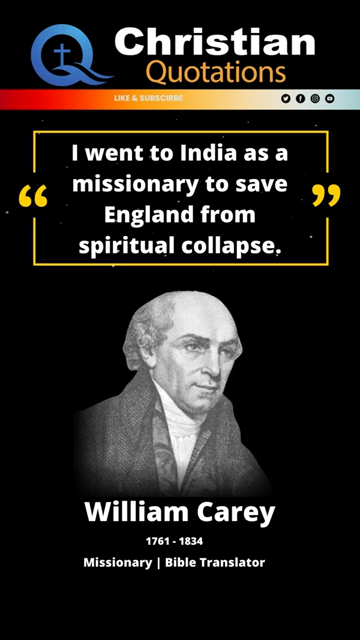 Christian
Quotations
LIKE & SUBSCIRBE
“
I went to India as a
missionary to save
England from
spiritual collapse.
”
William Carey
1761 - 1834
Missionary | Bible Translator